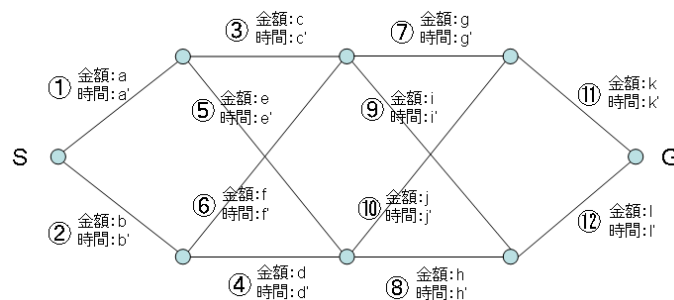 ③ 金額:c
時間:c'
⑦ 金額:g
時間:g'
① 金額:a
時間:a'
⑤ 金額:e
時間:e'
⑨ 金額:i
時間:i'
⑪ 金額:k
時間:k'
S
G
② 金額:b
時間:b'
⑥ 金額:f
時間:f'
⑩ 金額:j
時間:j'
⑫ 金額:l
時間:l'
④ 金額:d
時間:d'
⑧ 金額:h
時間:h'